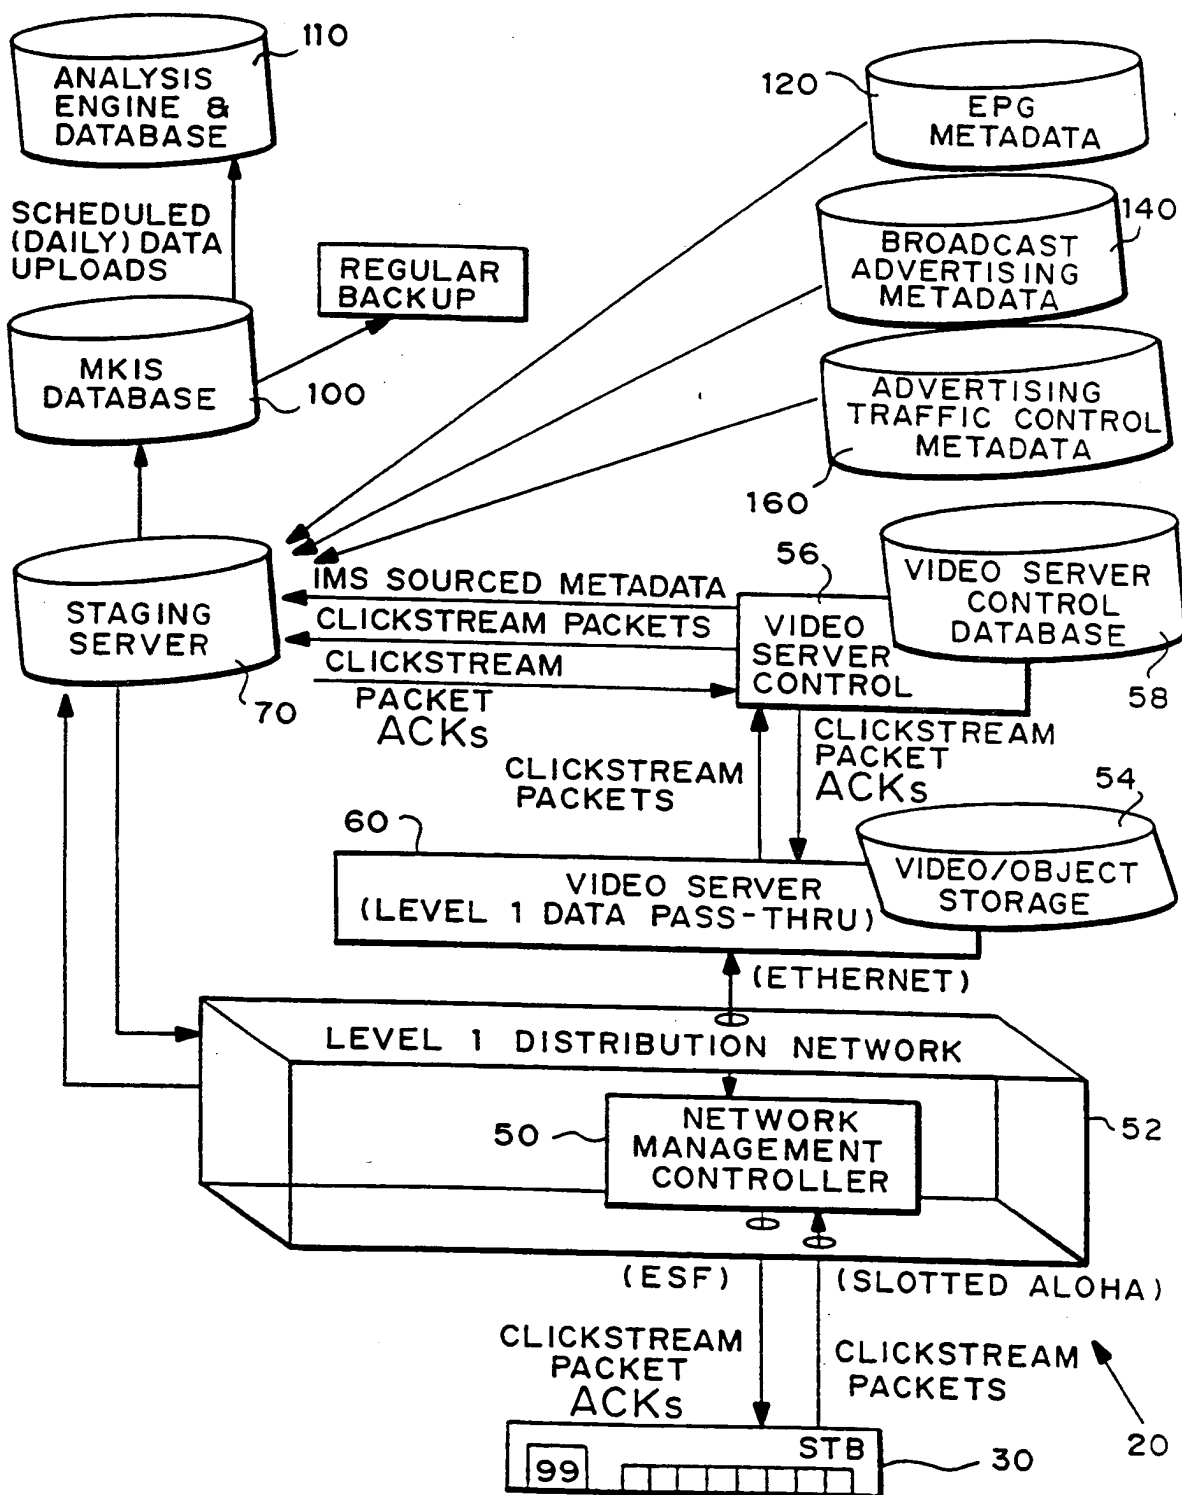 110
ANALYSIS
ENGINE &
DATABASE
120
EPG
METADATA
SCHEDULED
(DAILY) DATA
UPLOADS
REGULAR
BACKUP
140
BROADCAST
ADVERTISING
METADATA
MKIS
DATABASE
100
ADVERTISING
TRAFFIC CONTROL
METADATA
160
STAGING
SERVER
70
IMS SOURCED METADATA
CLICKSTREAM PACKETS
CLICKSTREAM
PACKET
ACKs
56
VIDEO
SERVER
CONTROL
VIDEO SERVER
CONTROL
DATABASE
58
CLICKSTREAM
PACKETS
CLICKSTREAM
PACKET
ACKs
54
VIDEO/OBJECT
STORAGE
60
VIDEO SERVER
(LEVEL 1 DATA PASS-THRU)
(ETHERNET)
LEVEL 1 DISTRIBUTION NETWORK
50
NETWORK
MANAGEMENT
CONTROLLER
52
(ESF)
(SLOTTED ALOHA)
CLICKSTREAM
PACKET
ACKs
CLICKSTREAM
PACKETS
20
STB
99
30